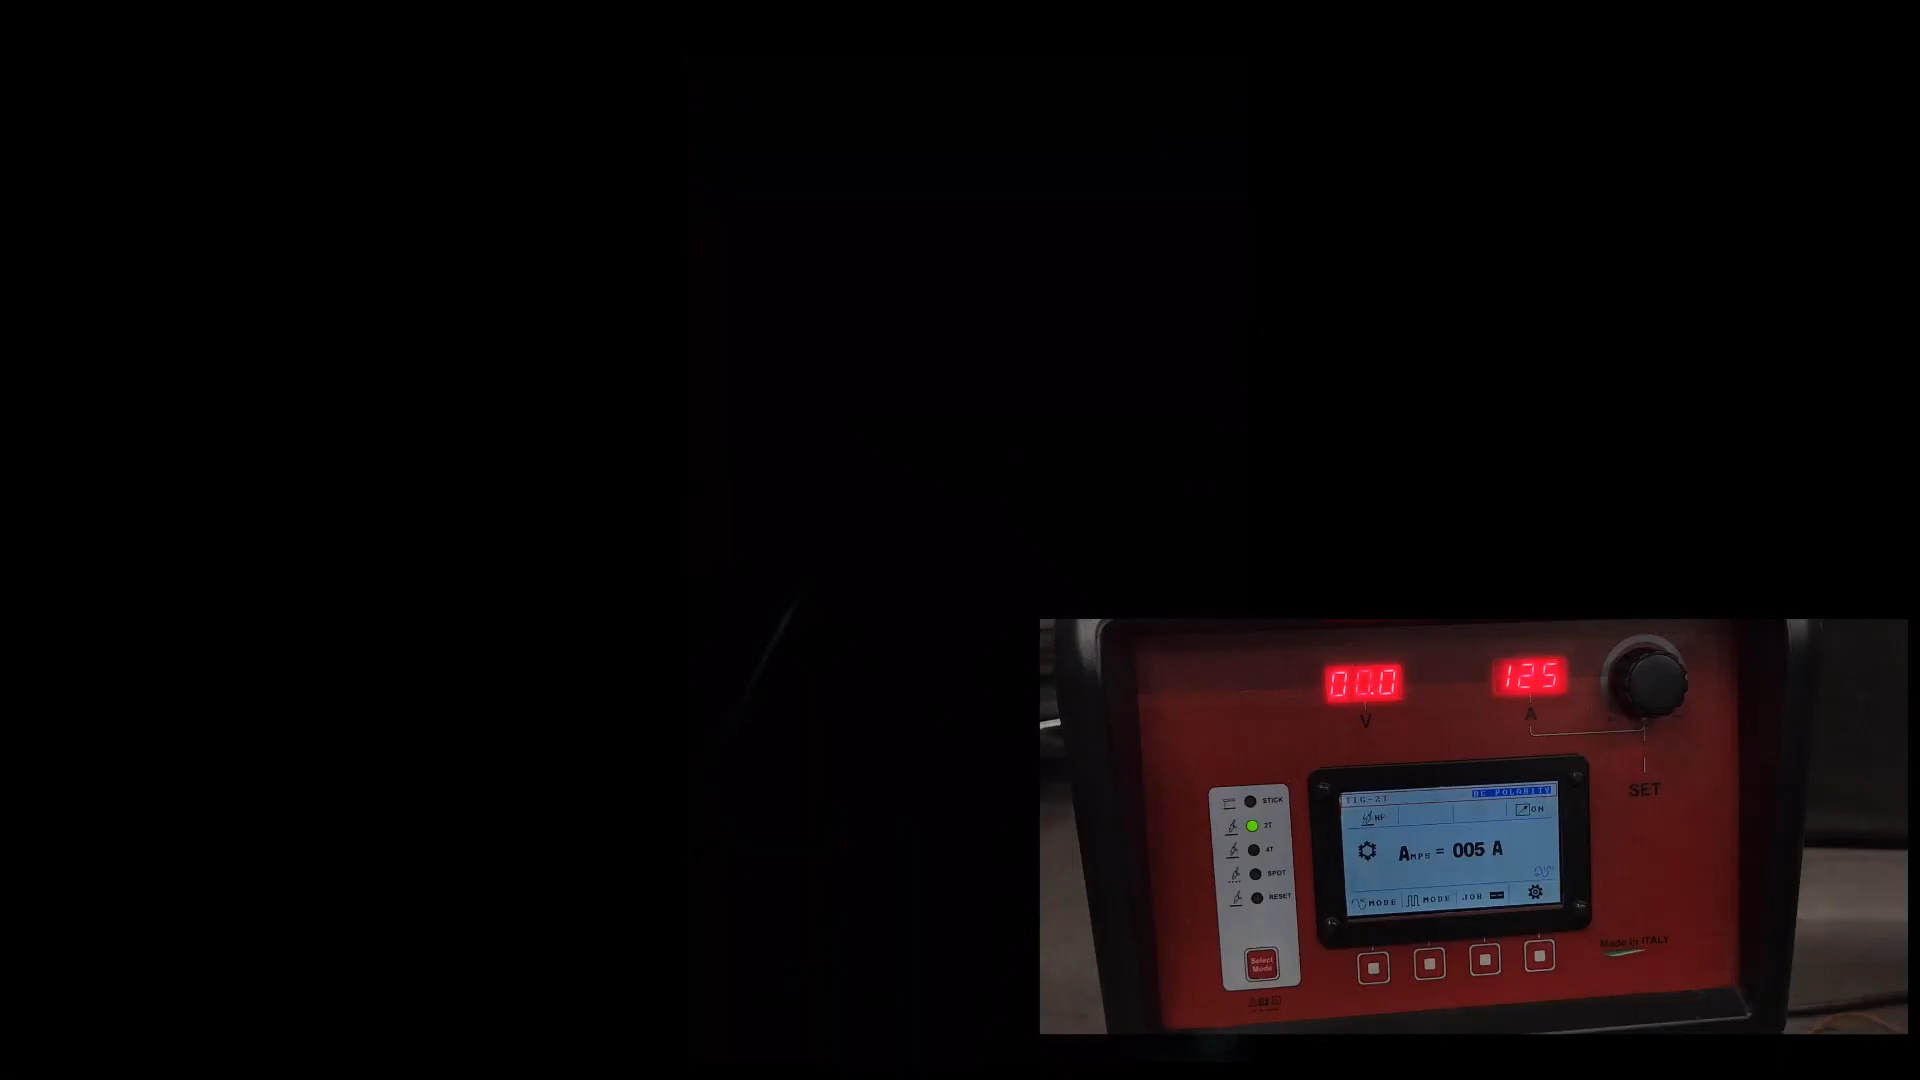 00.0
125
V
A
SET
STICK
2T
4T
SPOT
RESET
Select
Mode
TIG-2T
DC POLARITY
HF
ON
AMPS = 005 A
MODE
MODE
JOB
Made in ITALY